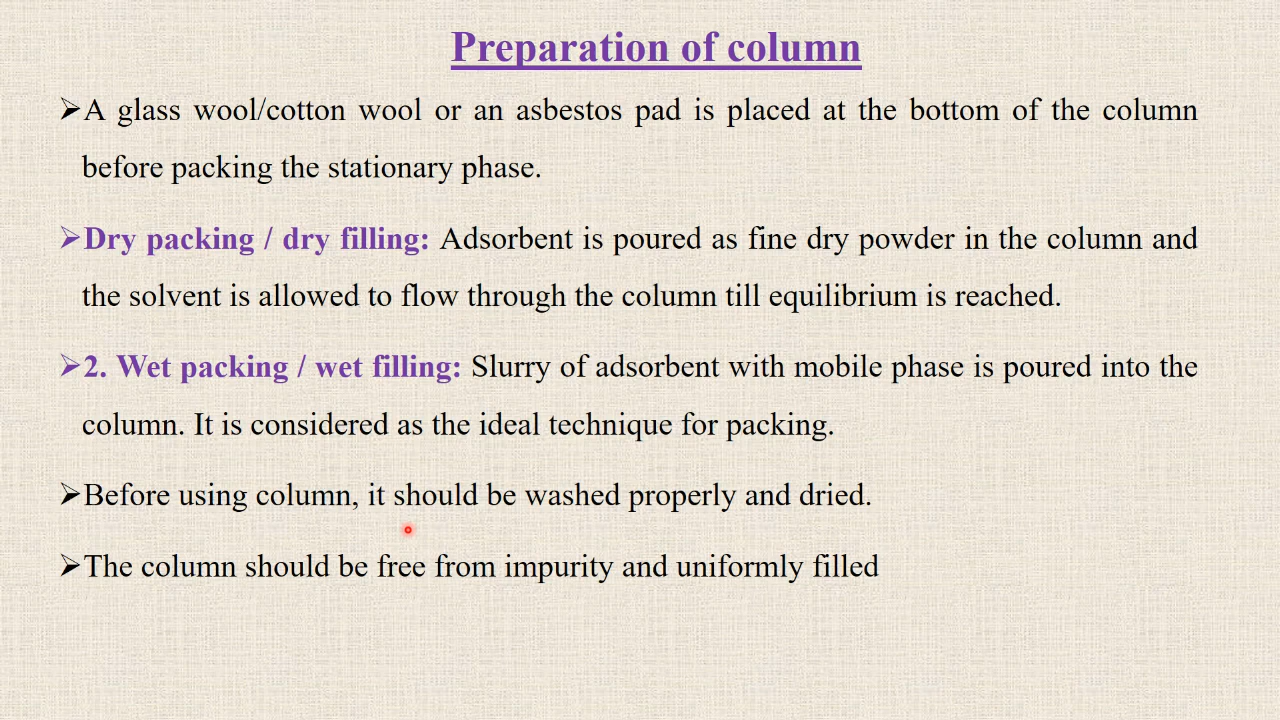 Preparation of column
➢A glass wool/cotton wool or an asbestos pad is placed at the bottom of the column
before packing the stationary phase.
➢Dry packing / dry filling: Adsorbent is poured as fine dry powder in the column and
the solvent is allowed to flow through the column till equilibrium is reached.
➢2. Wet packing / wet filling: Slurry of adsorbent with mobile phase is poured into the
column. It is considered as the ideal technique for packing.
➢Before using column, it should be washed properly and dried.
➢The column should be free from impurity and uniformly filled